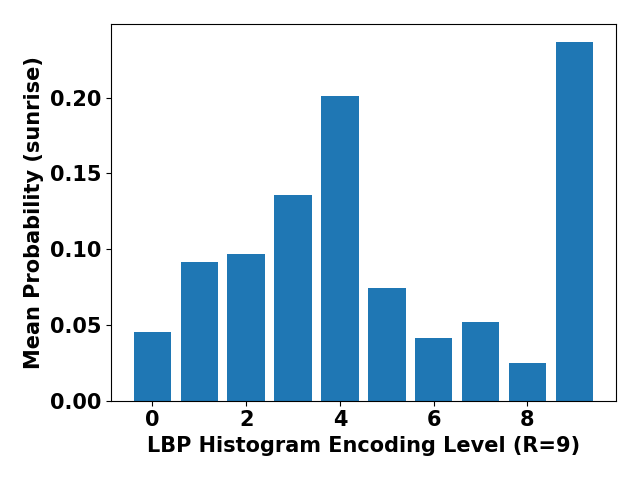 Mean Probability (sunrise)
0.20
0.15
0.10
0.05
0.00
0 2 4 6 8
LBP Histogram Encoding Level (R=9)